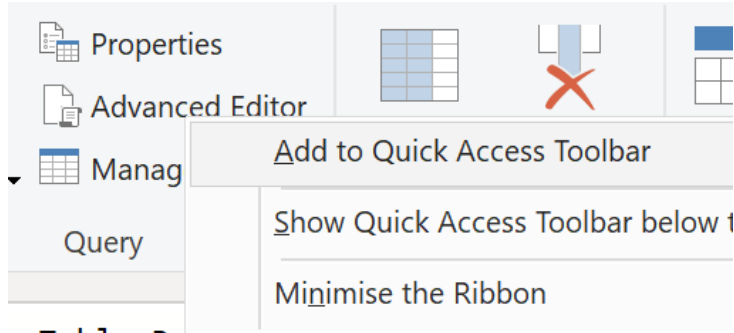 Properties
Advanced Editor
Manag
Query
Add to Quick Access Toolbar
Show Quick Access Toolbar below
Minimise the Ribbon